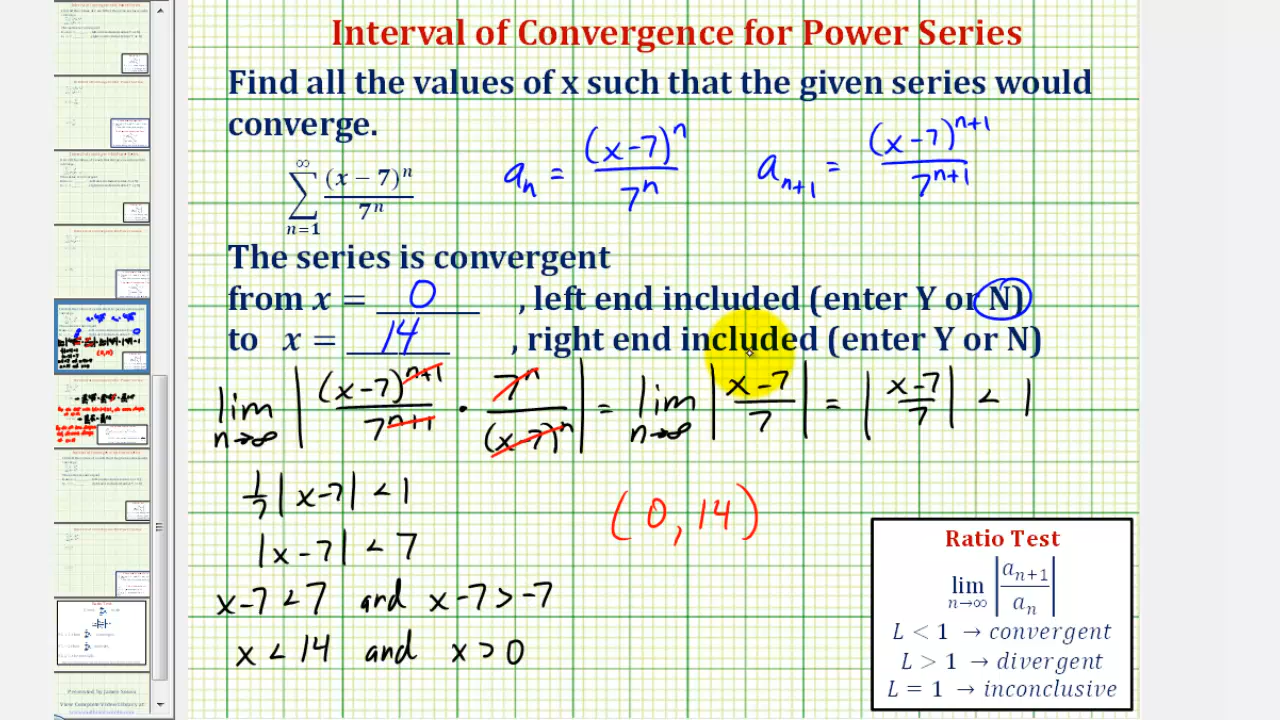 Interval of Convergence for Power Series
Find all the values of x such that the given series would
converge.
∑_{n=1}^{∞} (x − 7)^n / 7^n
a_n = (x-7)^n / 7^n
a_{n+1} = (x-7)^{n+1} / 7^{n+1}
The series is convergent
from x = 0 , left end included (enter Y or N)
to x = 14 , right end included (enter Y or N)
lim_{n→∞} | (x-7)^{n+1} / 7^{n+1} · 7^n / (x-7)^n | = lim_{n→∞} | x-7 / 7 | = | x-7 / 7 | < 1
1/7 |x-7| < 1
|x-7| < 7
x-7 < 7 and x-7 > -7
x < 14 and x > 0
(0, 14)
Ratio Test
lim_{n→∞} | a_{n+1} / a_n |
L < 1 → convergent
L > 1 → divergent
L = 1 → inconclusive
Presented by James Sousa